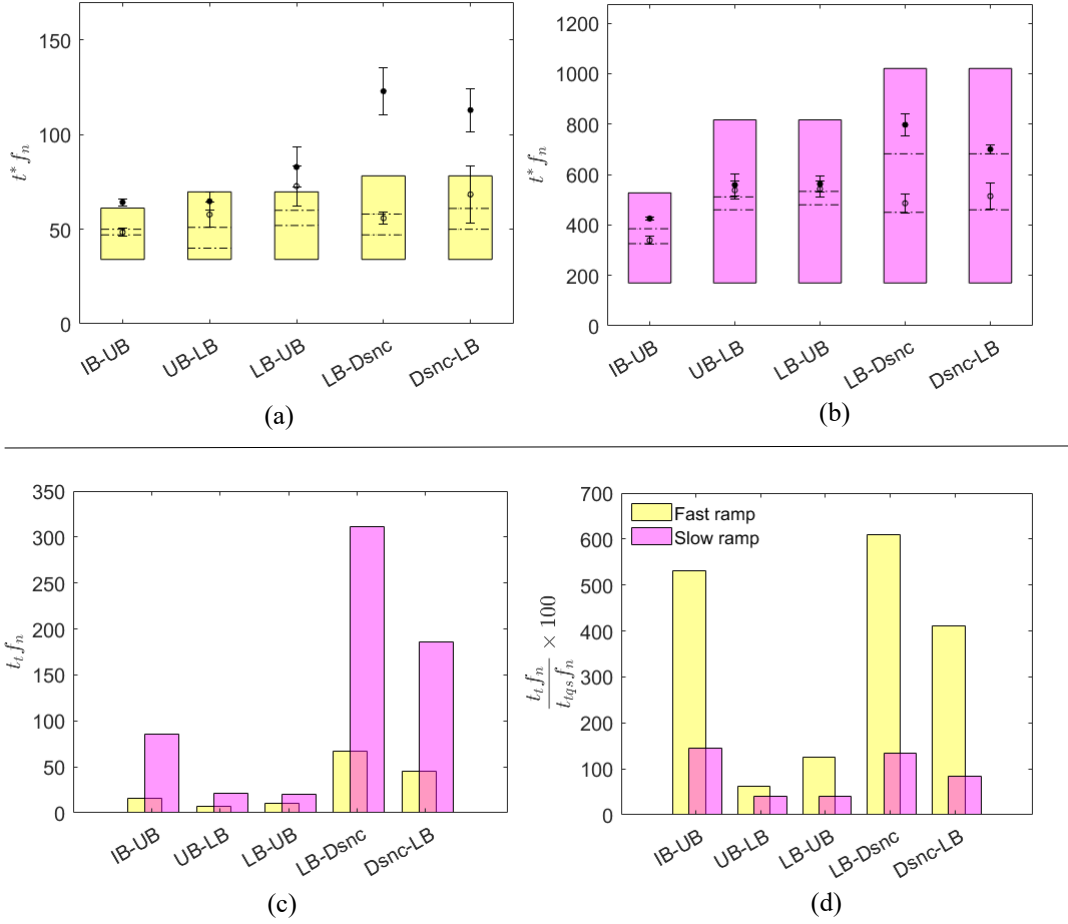 t* f_n
150
100
50
0
IB-UB
UB-LB
LB-UB
LB-Dsnc
Dsnc-LB
(a)
t* f_n
1200
1000
800
600
400
200
0
IB-UB
UB-LB
LB-UB
LB-Dsnc
Dsnc-LB
(b)
t_t f_n
350
300
250
200
150
100
50
0
IB-UB
UB-LB
LB-UB
LB-Dsnc
Dsnc-LB
(c)
t_t f_n / t_tqs f_n × 100
700
600
500
400
300
200
100
0
Fast ramp
Slow ramp
IB-UB
UB-LB
LB-UB
LB-Dsnc
Dsnc-LB
(d)